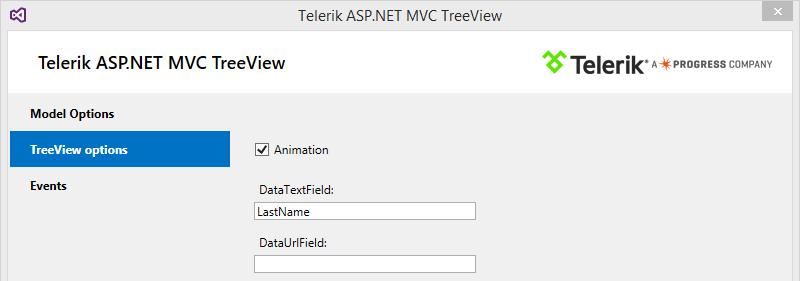 Telerik ASP.NET MVC TreeView
Telerik ASP.NET MVC TreeView
Telerik® A PROGRESS COMPANY
Model Options
TreeView options
Animation
Events
DataTextField:
LastName
DataUrlField: